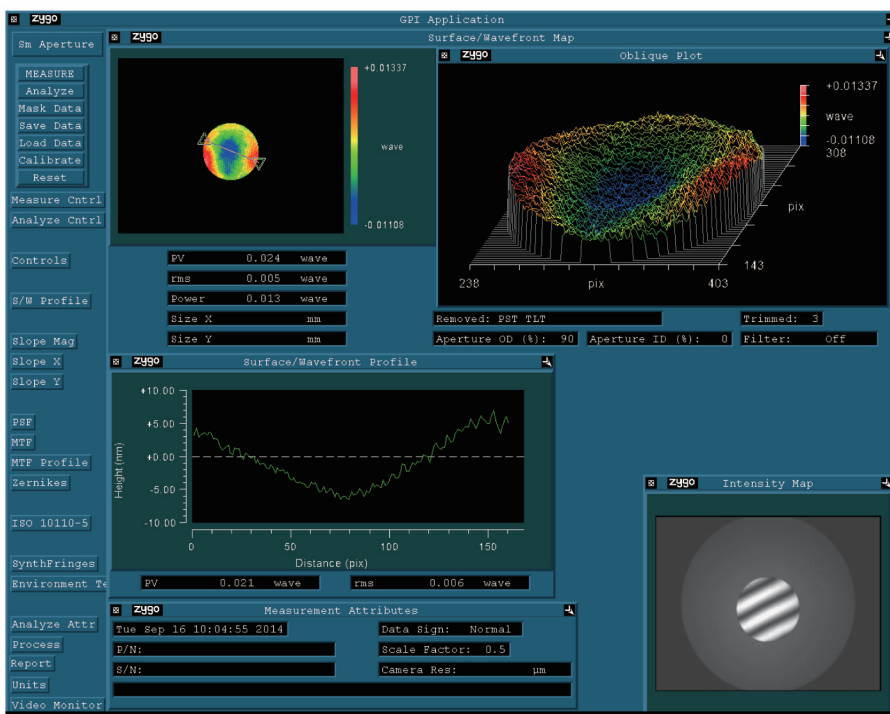 zygo GPI Application
Sm Aperture
MEASURE
Analyze
Mask Data
Save Data
Load Data
Calibrate
Reset
Measure Cntrl
Analyze Cntrl
Controls
S/W Profile
Slope Mag
Slope X
Slope Y
PSF
MTF
MTF Profile
Zernikes
ISO 10110-5
SynthFringes
Environment Te
Analyze Attr
Process
Report
Units
Video Monitor
zygo Surface/Wavefront Map
+0.01337
wave
-0.01108
PV 0.024 wave
rms 0.005 wave
Power 0.013 wave
Size X mm
Size Y mm
zygo Oblique Plot
+0.01337
wave
-0.01108
308
pix
143
238 pix 403
Removed: PST TLT Trimmed: 3
Aperture OD (%): 90 Aperture ID (%): 0 Filter: Off
zygo Surface/Wavefront Profile
+10.00
+5.00
+0.00
-5.00
-10.00
Height (nm)
0 50 100 150
Distance (pix)
PV 0.021 wave rms 0.006 wave
zygo Intensity Map
zygo Measurement Attributes
Tue Sep 16 10:04:55 2014 Data Sign: Normal
P/N: Scale Factor: 0.5
S/N: Camera Res: µm